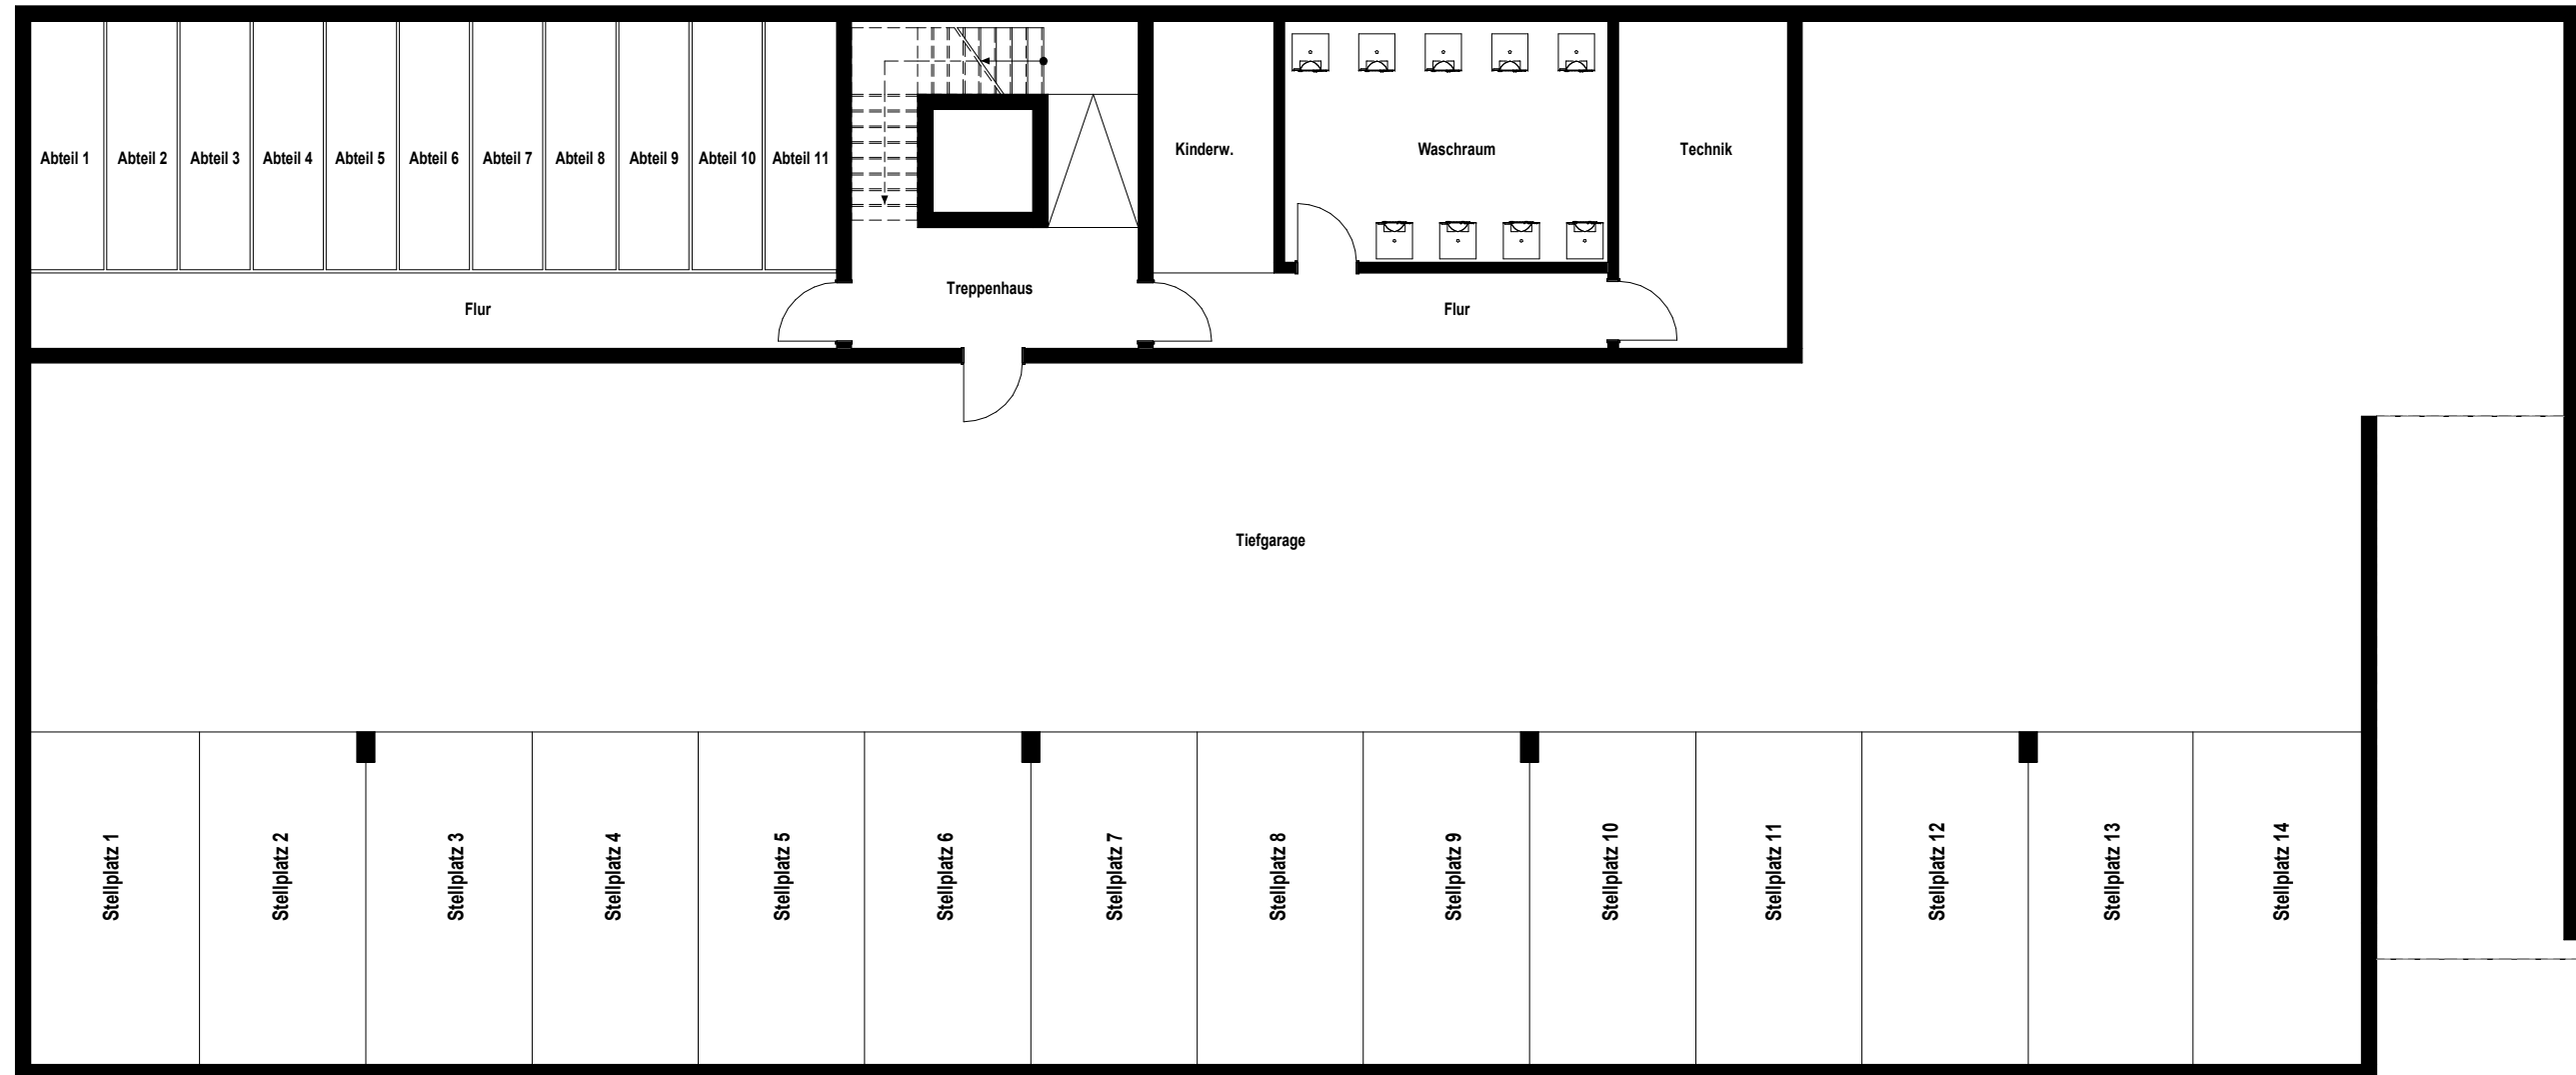 Abteil 1
Abteil 2
Abteil 3
Abteil 4
Abteil 5
Abteil 6
Abteil 7
Abteil 8
Abteil 9
Abteil 10
Abteil 11
Kinderw.
Waschraum
Technik
Treppenhaus
Flur
Flur
Tiefgarage
Stellplatz 1
Stellplatz 2
Stellplatz 3
Stellplatz 4
Stellplatz 5
Stellplatz 6
Stellplatz 7
Stellplatz 8
Stellplatz 9
Stellplatz 10
Stellplatz 11
Stellplatz 12
Stellplatz 13
Stellplatz 14